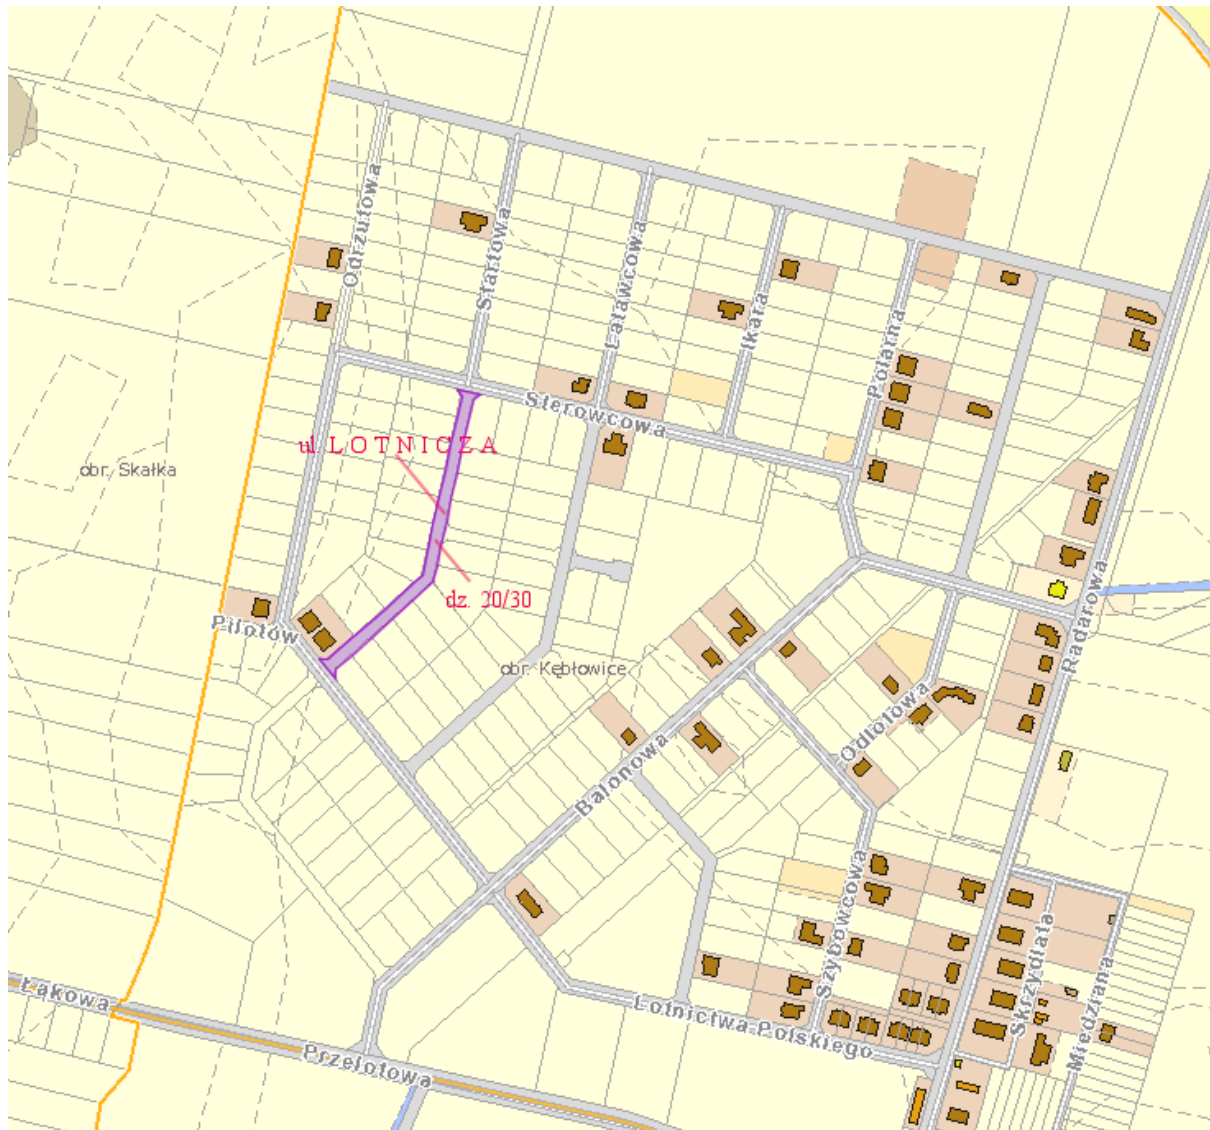 Odrzutowa
Startowa
Latawcowa
Ikara
Polarna
Sterowcowa
ul. LOTNICZA
obr. Skałka
dz. 20/30
Pilotów
obr. Kębłowice
Radarowa
Odlotowa
Balonowa
Szybowcowa
Skrzydlata
Miedziana
Łąkowa
Lotnictwa Polskiego
Przelotowa